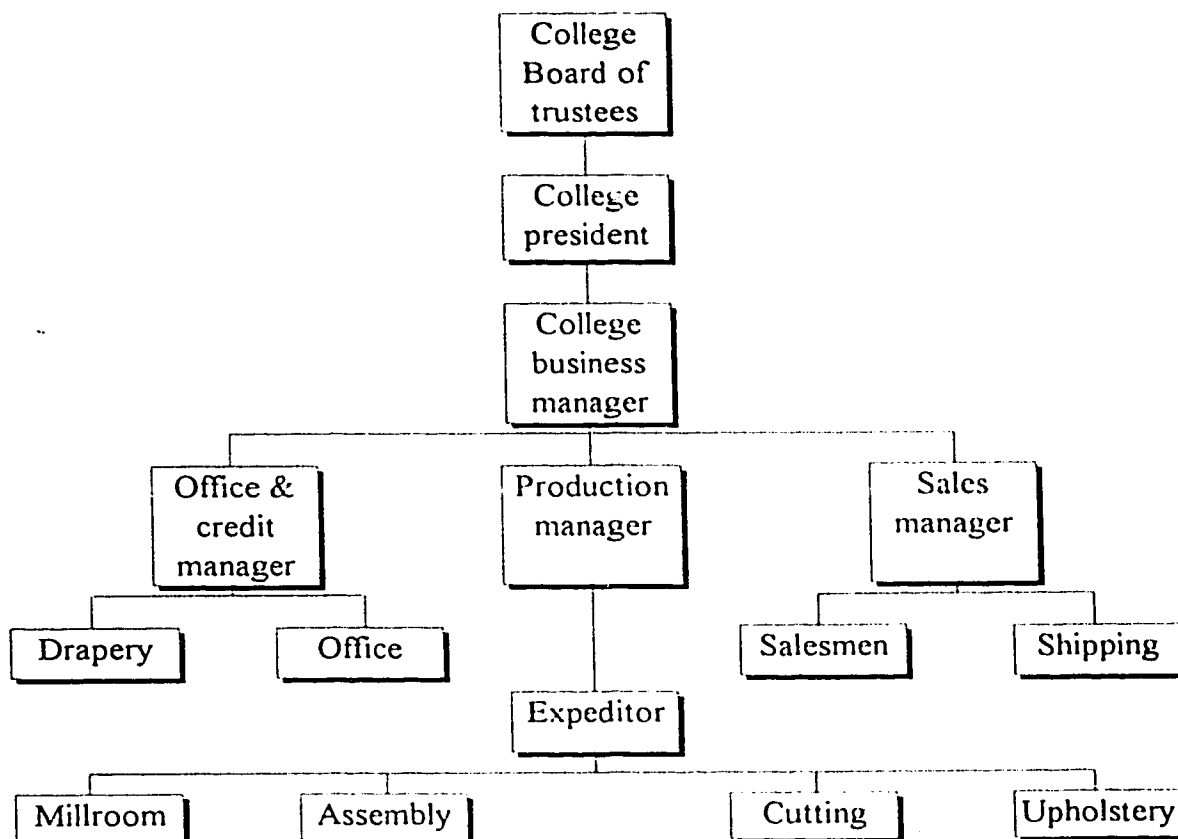 College
Board of
trustees
College
president
College
business
manager
Office &
credit
manager
Production
manager
Sales
manager
Drapery
Office
Salesmen
Shipping
Expeditor
Millroom
Assembly
Cutting
Upholstery